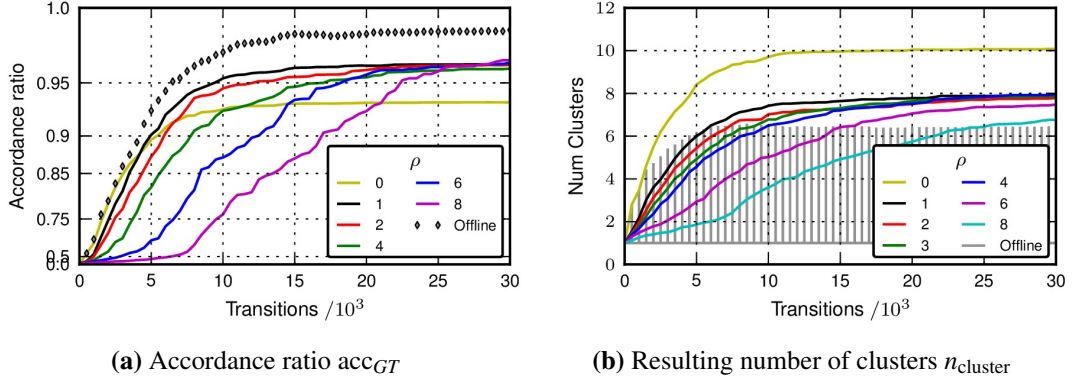 1.0
0.95
0.9
0.85
0.75
0.5
0.0
Accordance ratio
0 5 10 15 20 25 30
Transitions /10³
ρ
0
1
2
4
6
8
Offline
(a) Accordance ratio acc_GT
12
10
8
6
4
2
0
Num Clusters
0 5 10 15 20 25 30
Transitions /10³
ρ
0
1
2
3
4
6
8
Offline
(b) Resulting number of clusters n_cluster